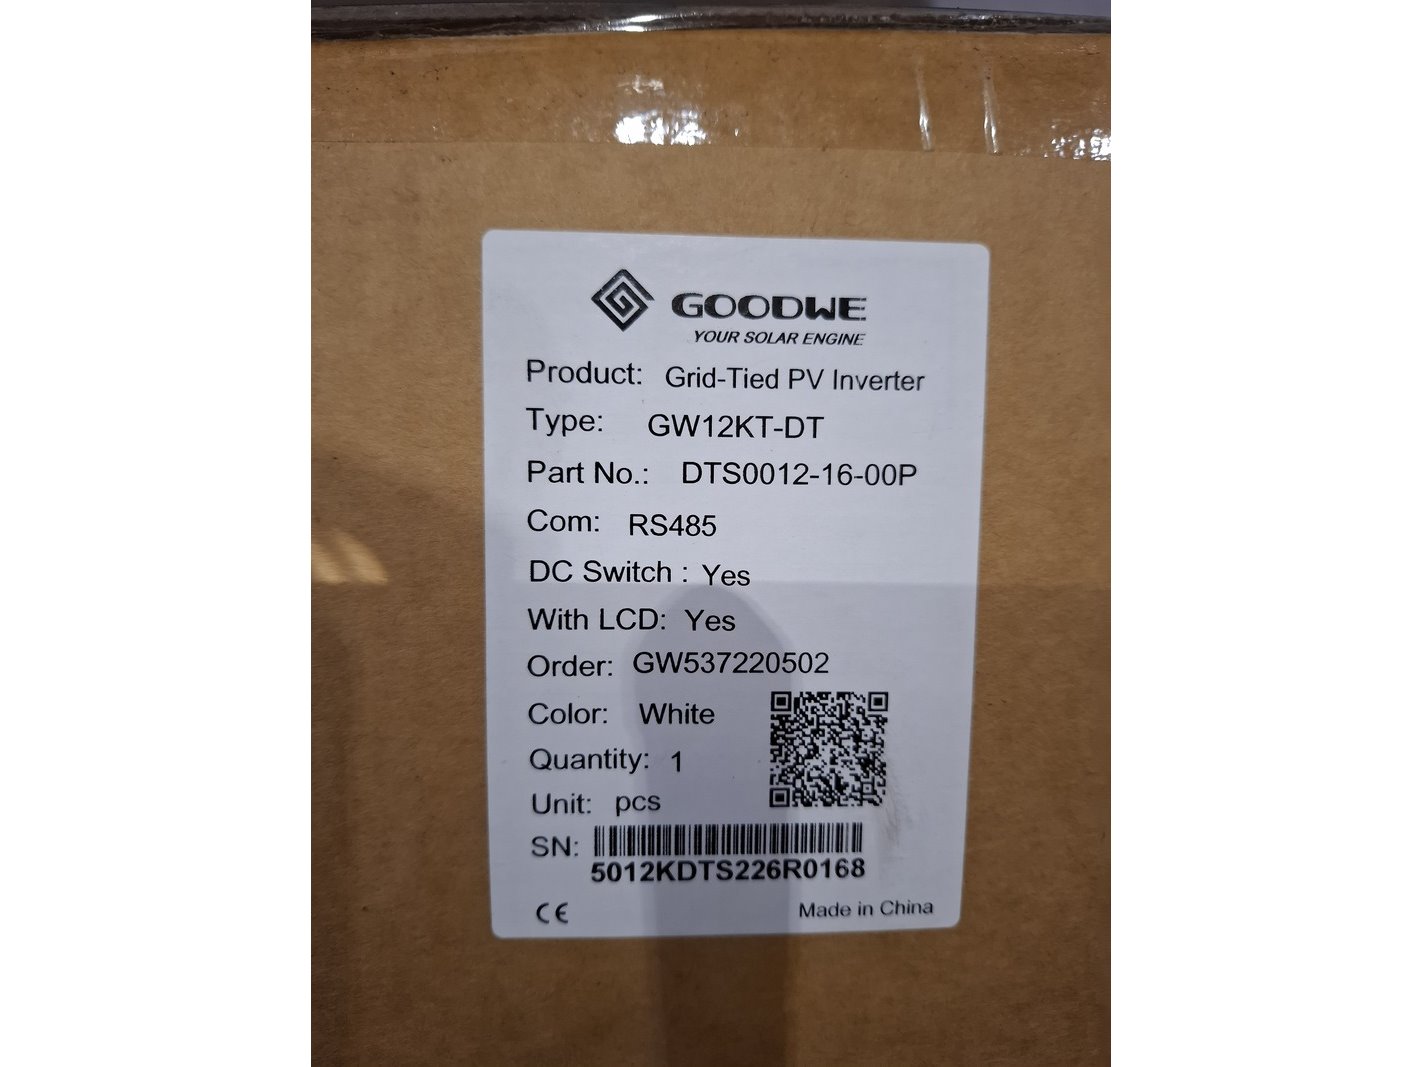 GOODWE
YOUR SOLAR ENGINE
Product: Grid-Tied PV Inverter
Type: GW12KT-DT
Part No.: DTS0012-16-00P
Com: RS485
DC Switch : Yes
With LCD: Yes
Order: GW537220502
Color: White
Quantity: 1
Unit: pcs
SN:
5012KDTS226R0168
CE Made in China